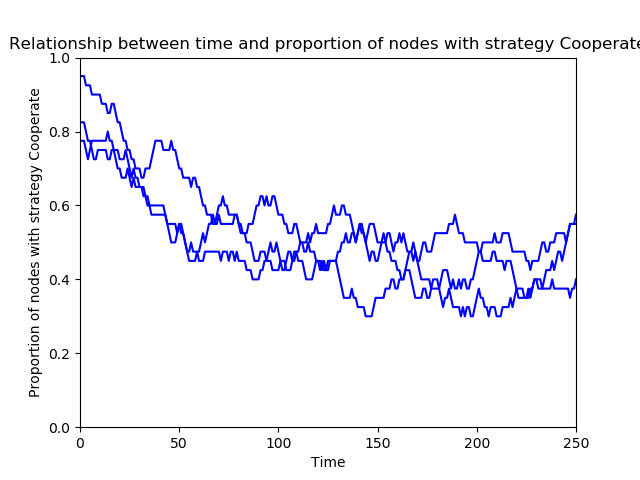 Relationship between time and proportion of nodes with strategy Cooperate
1.0
0.8
0.6
0.4
0.2
0.0
Proportion of nodes with strategy Cooperate
0 50 100 150 200 250
Time